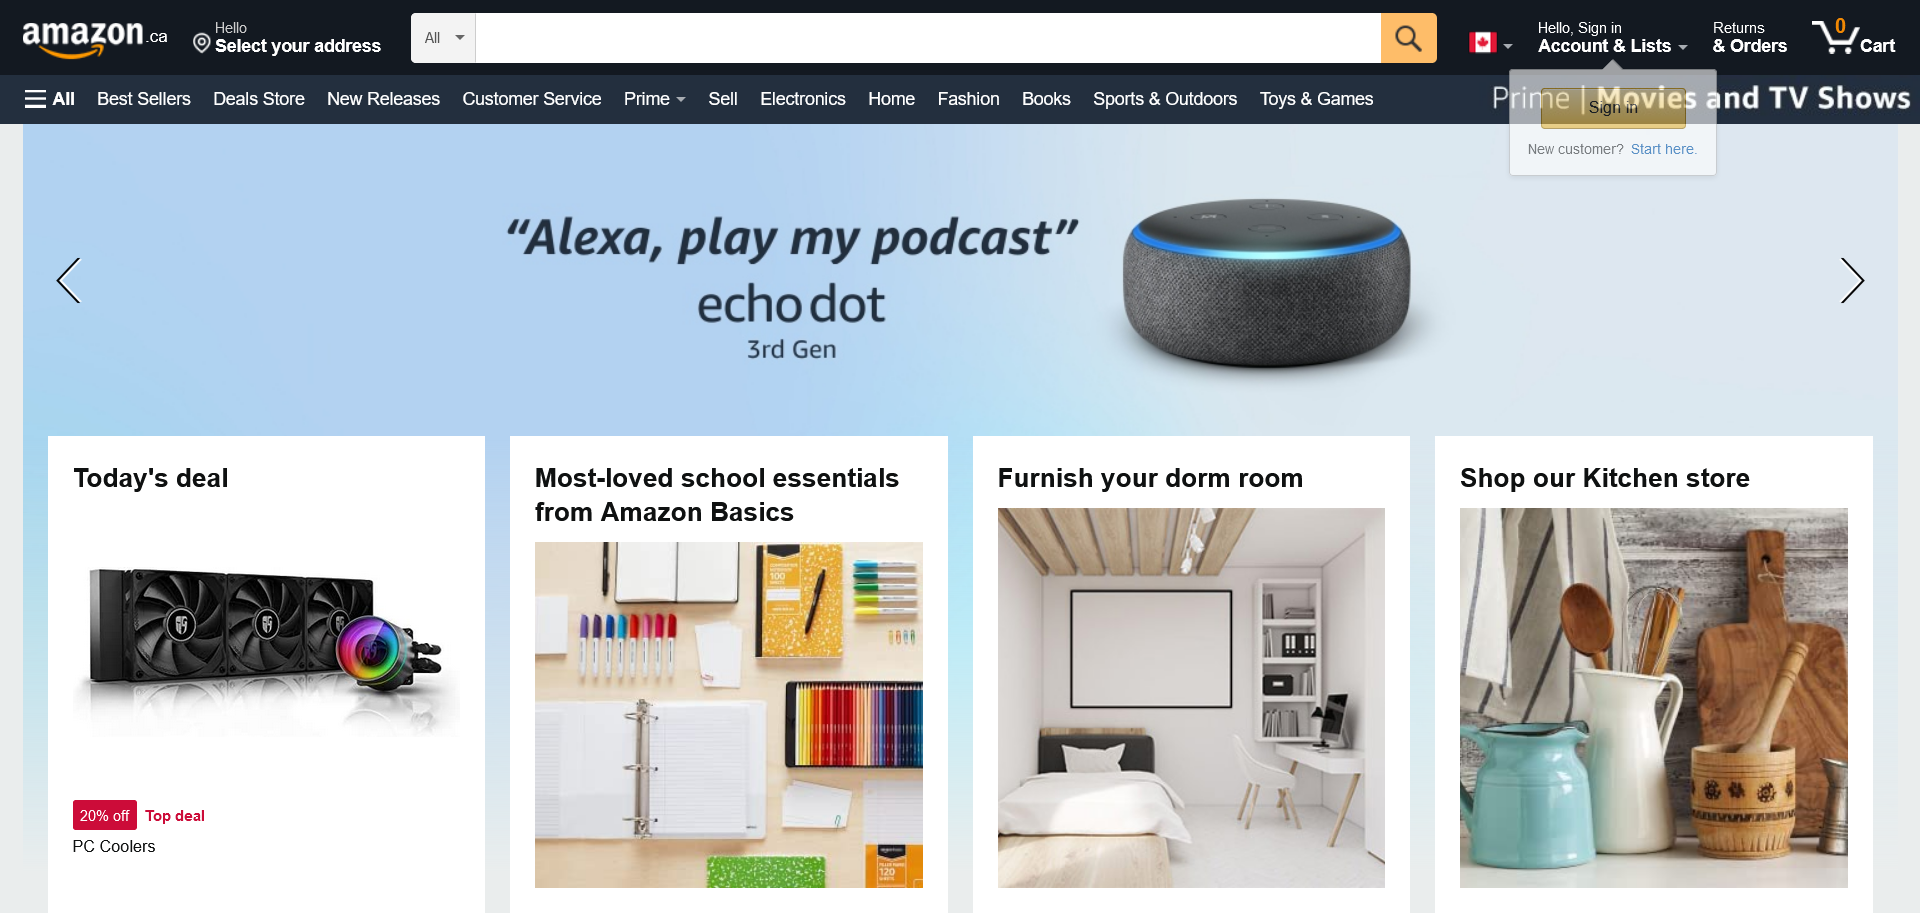 amazon.ca
Hello
Select your address
All
Hello, Sign in
Account & Lists
Returns
& Orders
0
Cart
All
Best Sellers
Deals Store
New Releases
Customer Service
Prime
Sell
Electronics
Home
Fashion
Books
Sports & Outdoors
Toys & Games
Prime | Movies and TV Shows
Sign in
New customer? Start here.
“Alexa, play my podcast”
echo dot
3rd Gen
Today's deal
Most-loved school essentials
from Amazon Basics
Furnish your dorm room
Shop our Kitchen store
100
120
20% off
Top deal
PC Coolers